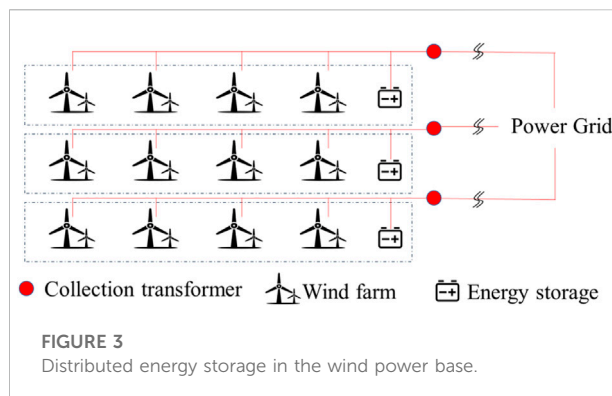 Power Grid
Collection transformer Wind farm Energy storage
FIGURE 3
Distributed energy storage in the wind power base.